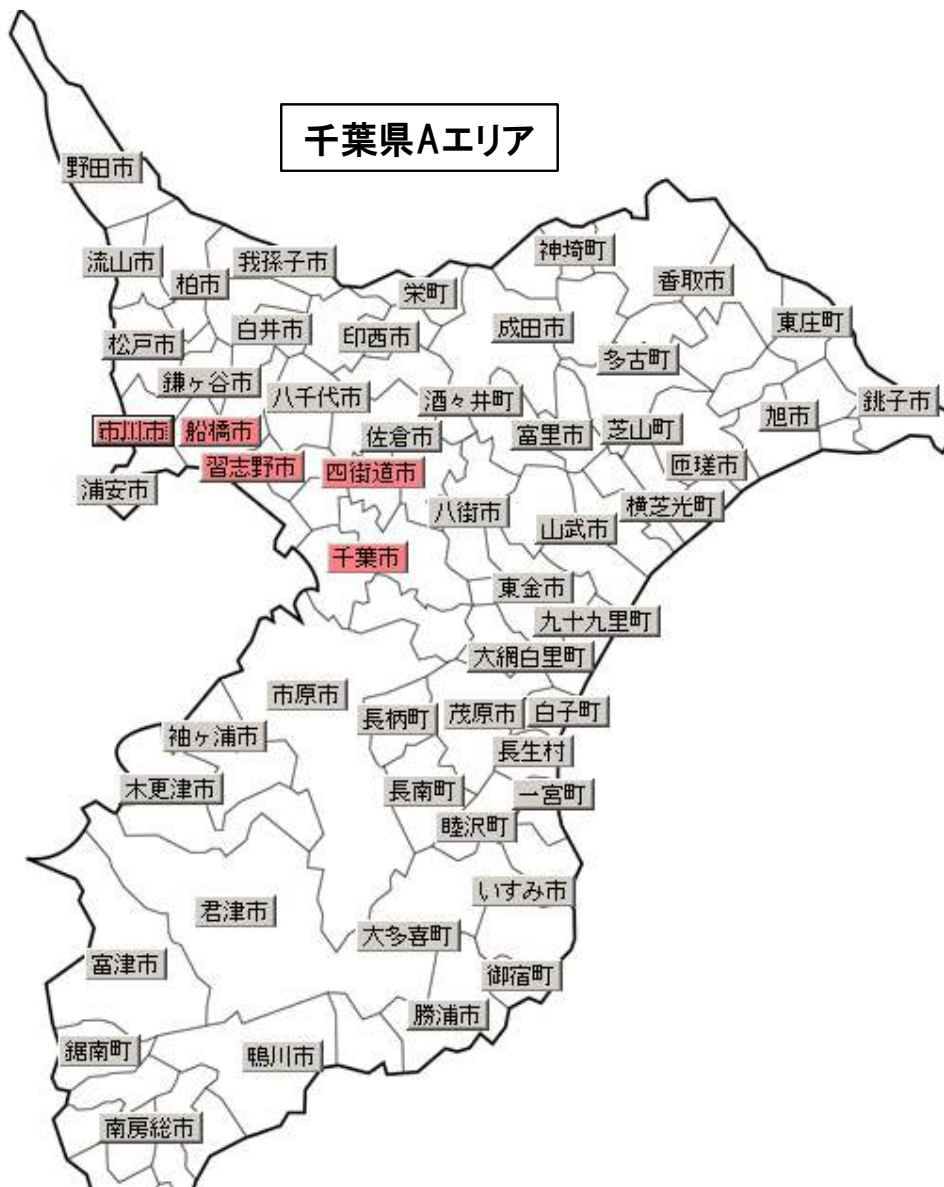 千葉県Aエリア
野田市
神埼町
流山市
我孫子市
柏市
香取市
栄町
白井市
印西市
成田市
東庄町
松戸市
多古町
鎌ヶ谷市
八千代市
酒々井町
銚子市
旭市
市川市
船橋市
佐倉市
富里市
芝山町
習志野市
四街道市
匝瑳市
浦安市
八街市
横芝光町
山武市
千葉市
東金市
九十九里町
大網白里町
市原市
長柄町
茂原市
白子町
袖ヶ浦市
長生村
木更津市
長南町
一宮町
睦沢町
いすみ市
君津市
大多喜町
富津市
御宿町
勝浦市
鋸南町
鴨川市
南房総市